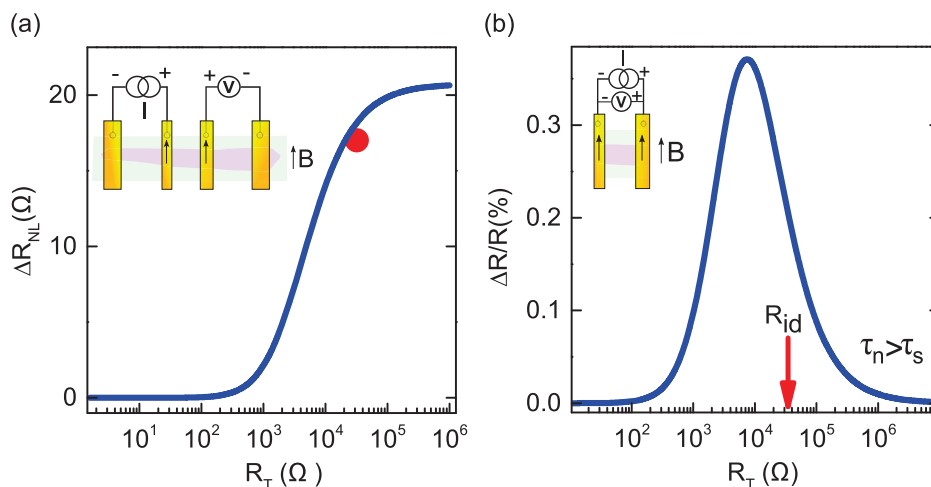 (a)
- + + -
V
I
B
20
10
0
ΔR_NL(Ω)
10^1 10^2 10^3 10^4 10^5 10^6
R_T (Ω )
(b)
I
- +
- V +
B
0.3
0.2
0.1
0.0
ΔR/R(%)
R_id
τ_n>τ_s
10^2 10^3 10^4 10^5 10^6
R_T (Ω)